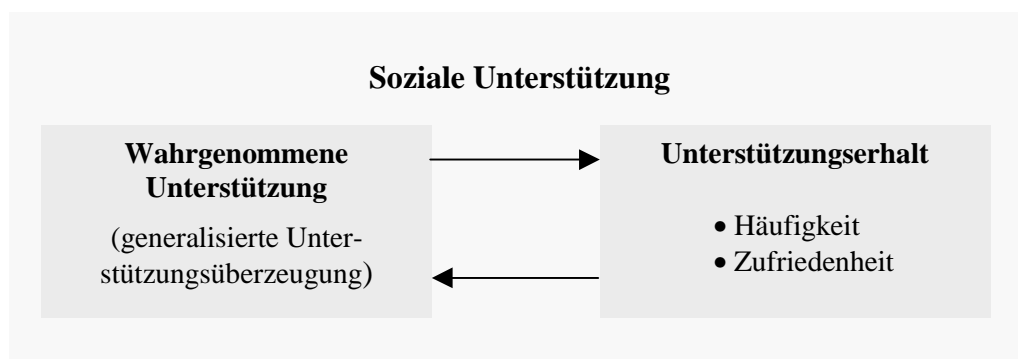 Soziale Unterstützung
Wahrgenommene
Unterstützung
(generalisierte Unter-
stützungsüberzeugung)
Unterstützungserhalt
• Häufigkeit
• Zufriedenheit